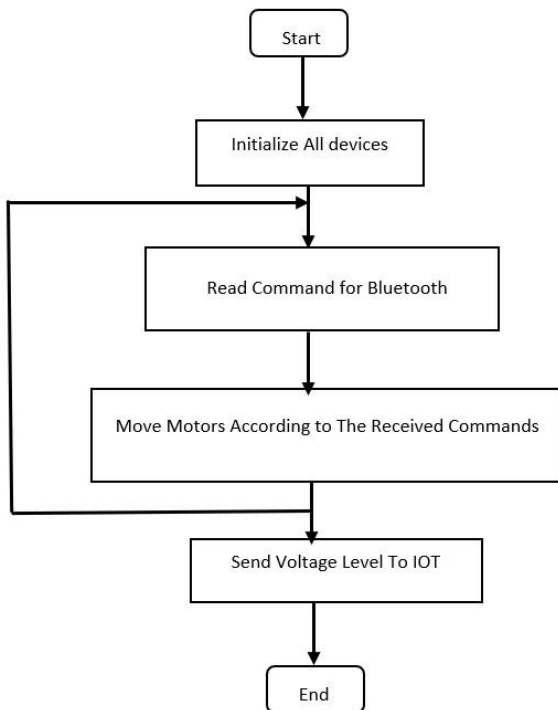 Start
Initialize All devices
Read Command for Bluetooth
Move Motors According to The Received Commands
Send Voltage Level To IOT
End